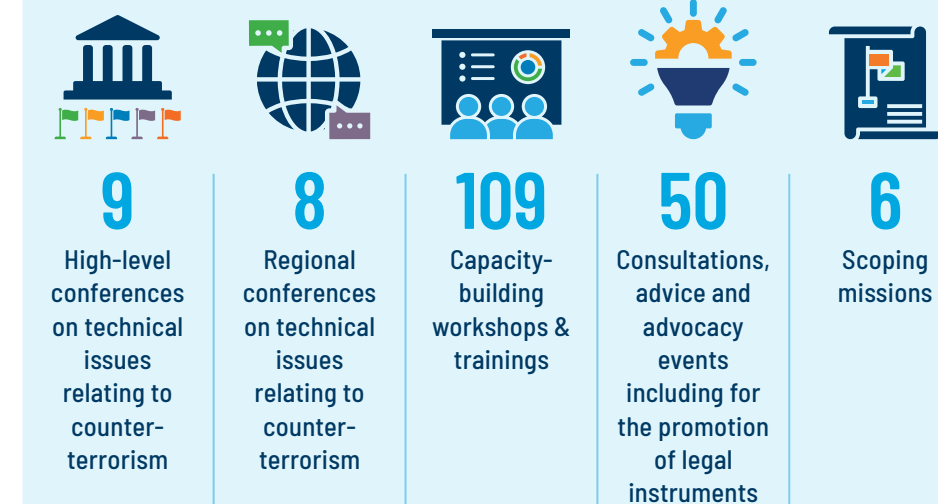 9
High-level
conferences
on technical
issues
relating to
counter-
terrorism
8
Regional
conferences
on technical
issues
relating to
counter-
terrorism
109
Capacity-
building
workshops &
trainings
50
Consultations,
advice and
advocacy
events
including for
the promotion
of legal
instruments
6
Scoping
missions